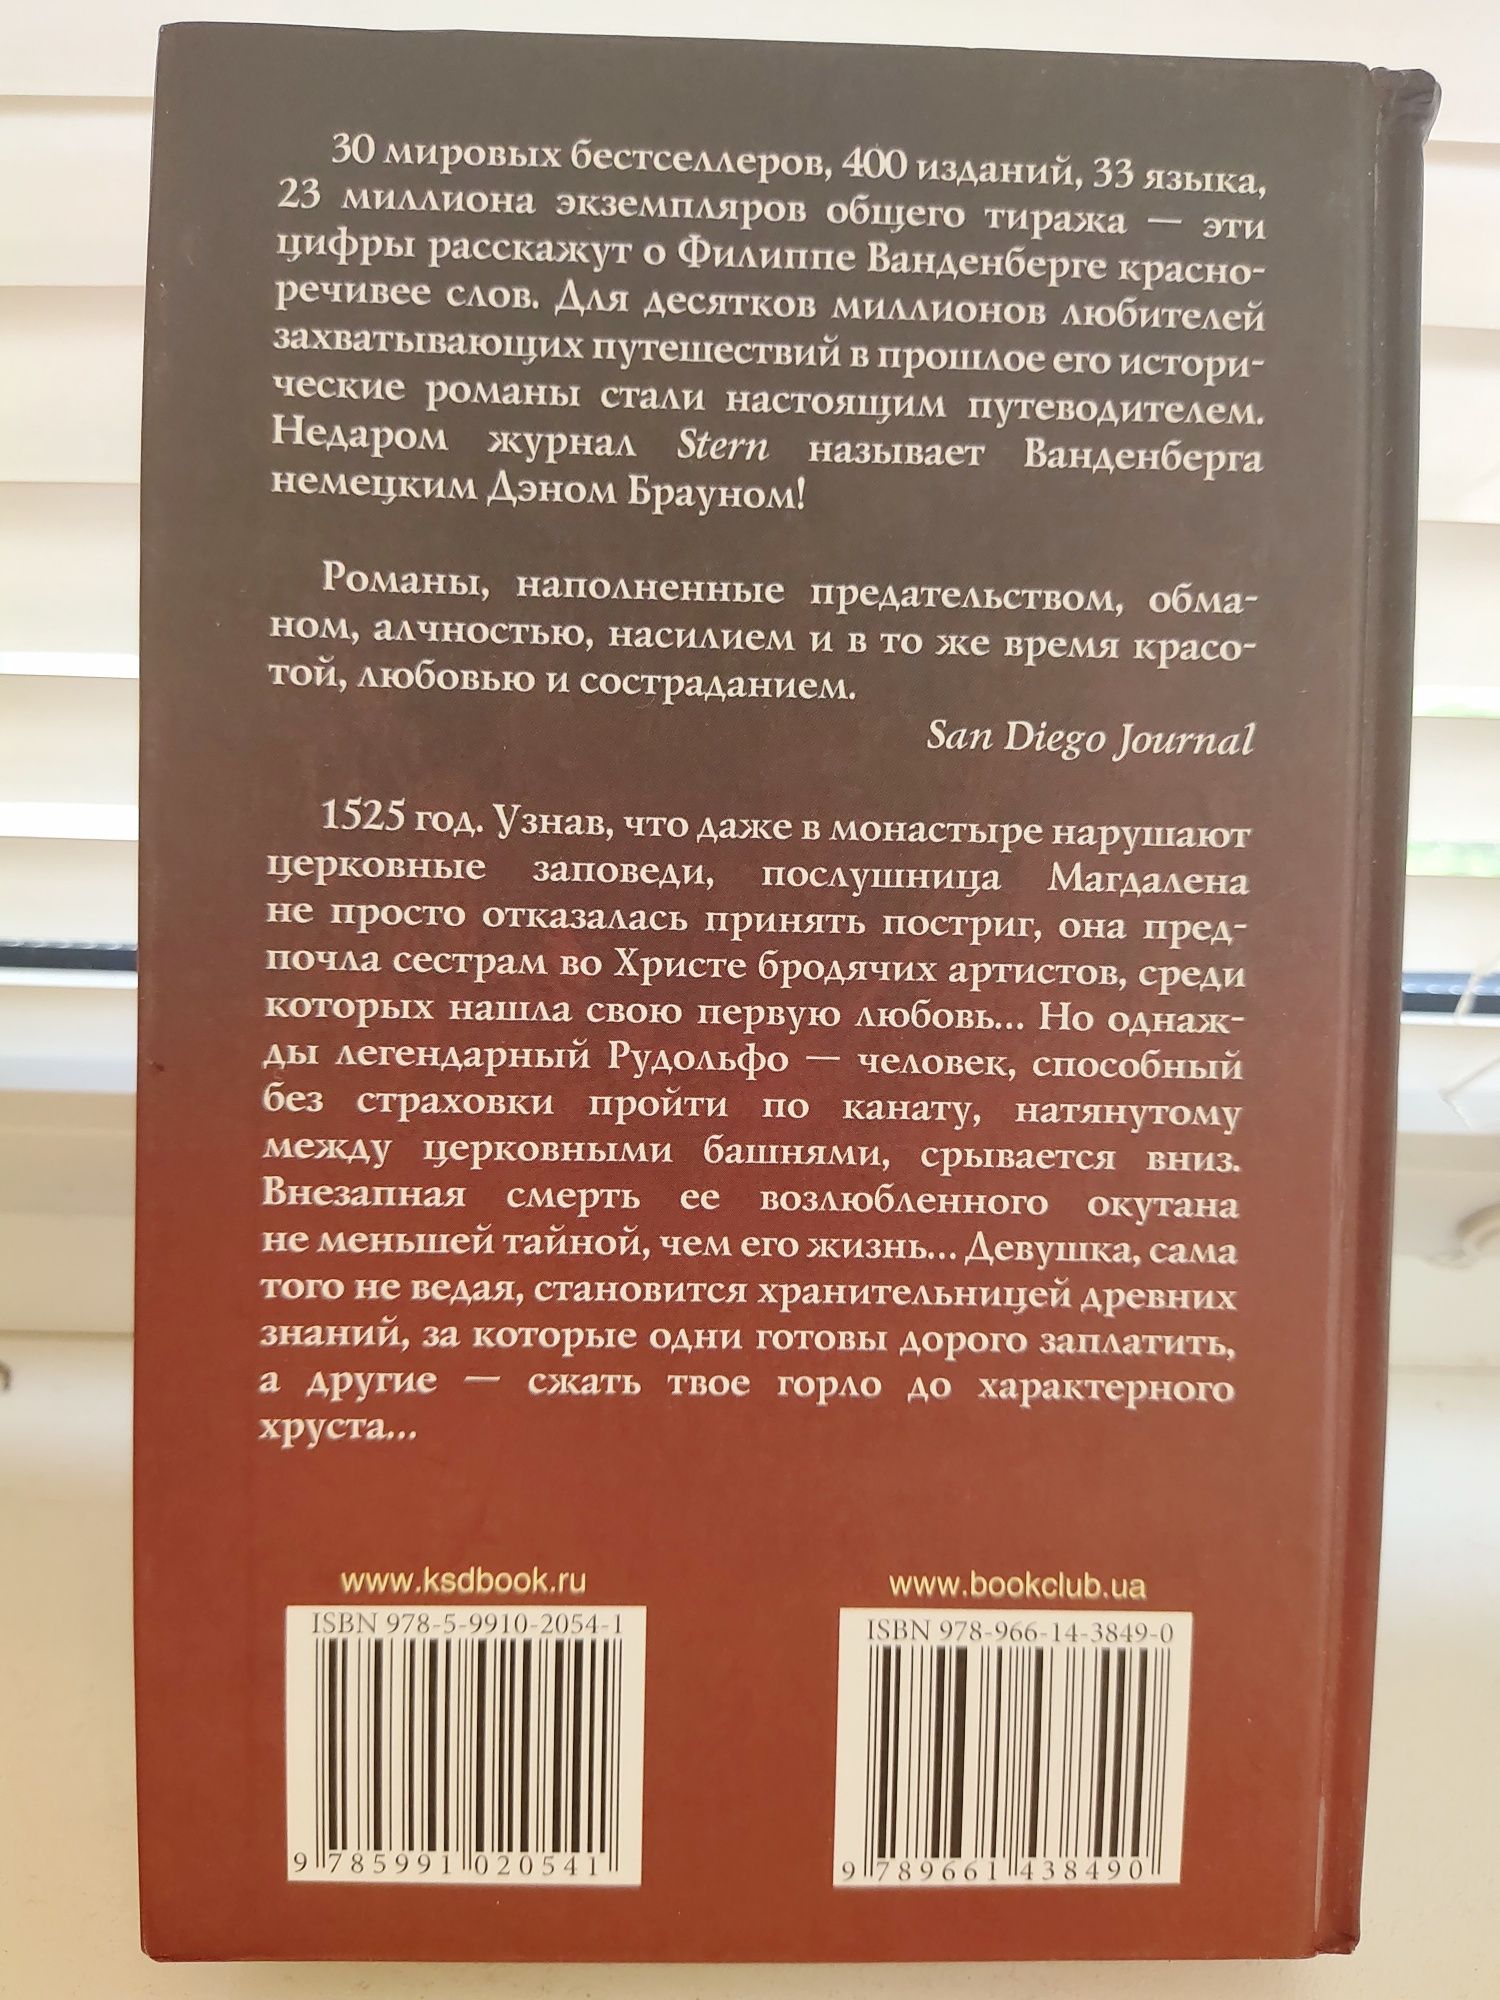 30 мировых бестселлеров, 400 изданий, 33 языка,
23 миллиона экземпляров общего тиража — эти
цифры расскажут о Филиппе Ванденберге красно-
речивее слов. Для десятков миллионов любителей
захватывающих путешествий в прошлое его истори-
ческие романы стали настоящим путеводителем.
Недаром журнал Stern называет Ванденберга
немецким Дэном Брауном!
Романы, наполненные предательством, обма-
ном, алчностью, насилием и в то же время красо-
той, любовью и состраданием.
San Diego Journal
1525 год. Узнав, что даже в монастыре нарушают
церковные заповеди, послушница Магдалена
не просто отказалась принять постриг, она пред-
почла сестрам во Христе бродячих артистов, среди
которых нашла свою первую любовь... Но однаж-
ды легендарный Рудольфо — человек, способный
без страховки пройти по канату, натянутому
между церковными башнями, срывается вниз.
Внезапная смерть ее возлюбленного окутана
не меньшей тайной, чем его жизнь... Девушка, сама
того не ведая, становится хранительницей древних
знаний, за которые одни готовы дорого заплатить,
а другие — сжать твое горло до характерного
хруста...
www.ksdbook.ru
ISBN 978-5-9910-2054-1
9 785991 020541
www.bookclub.ua
ISBN 978-966-14-3849-0
9 789661 438490